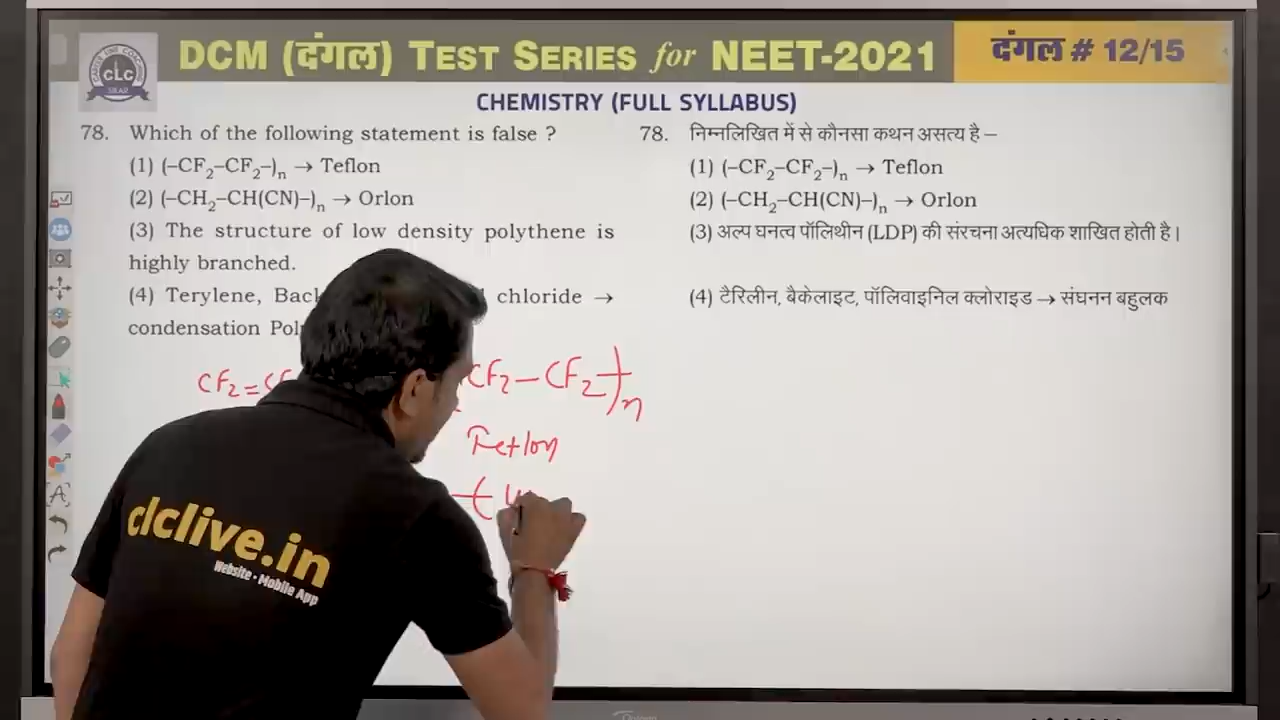 DCM (दंगल) TEST SERIES for NEET-2021
दंगल # 12/15
CLC
SIKAR
CHEMISTRY (FULL SYLLABUS)
78. Which of the following statement is false ?
(1) (–CF₂–CF₂–)ₙ → Teflon
(2) (–CH₂–CH(CN)–)ₙ → Orlon
(3) The structure of low density polythene is
highly branched.
(4) Terylene, chloride →
condensation
78. निम्नलिखित में से कौनसा कथन असत्य है –
(1) (–CF₂–CF₂–)ₙ → Teflon
(2) (–CH₂–CH(CN)–)ₙ → Orlon
(3) अल्प घनत्व पॉलिथीन (LDP) की संरचना अत्यधिक शाखित होती है।
(4) टैरिलीन, बैकेलाइट, पॉलिवाइनिल क्लोराइड → संघनन बहुलक
CF₂=
CF₂–CF₂)ₙ
clclive.in
Website • Mobile App